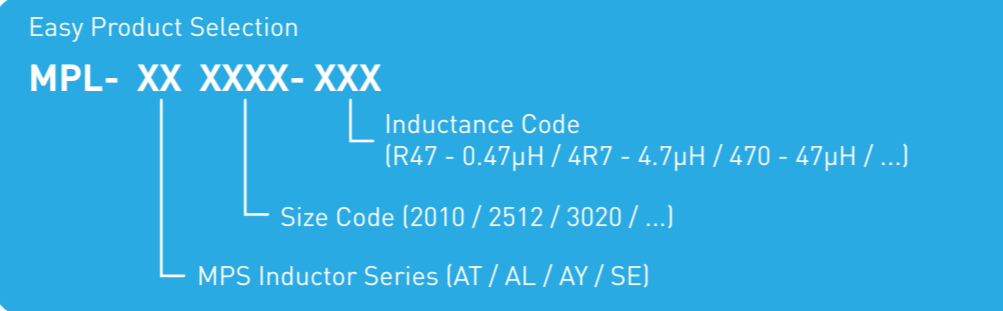 Easy Product Selection
MPL- XX XXXX- XXX
Inductance Code
(R47 - 0.47µH / 4R7 - 4.7µH / 470 - 47µH / ...)
Size Code (2010 / 2512 / 3020 / ...)
MPS Inductor Series (AT / AL / AY / SE)